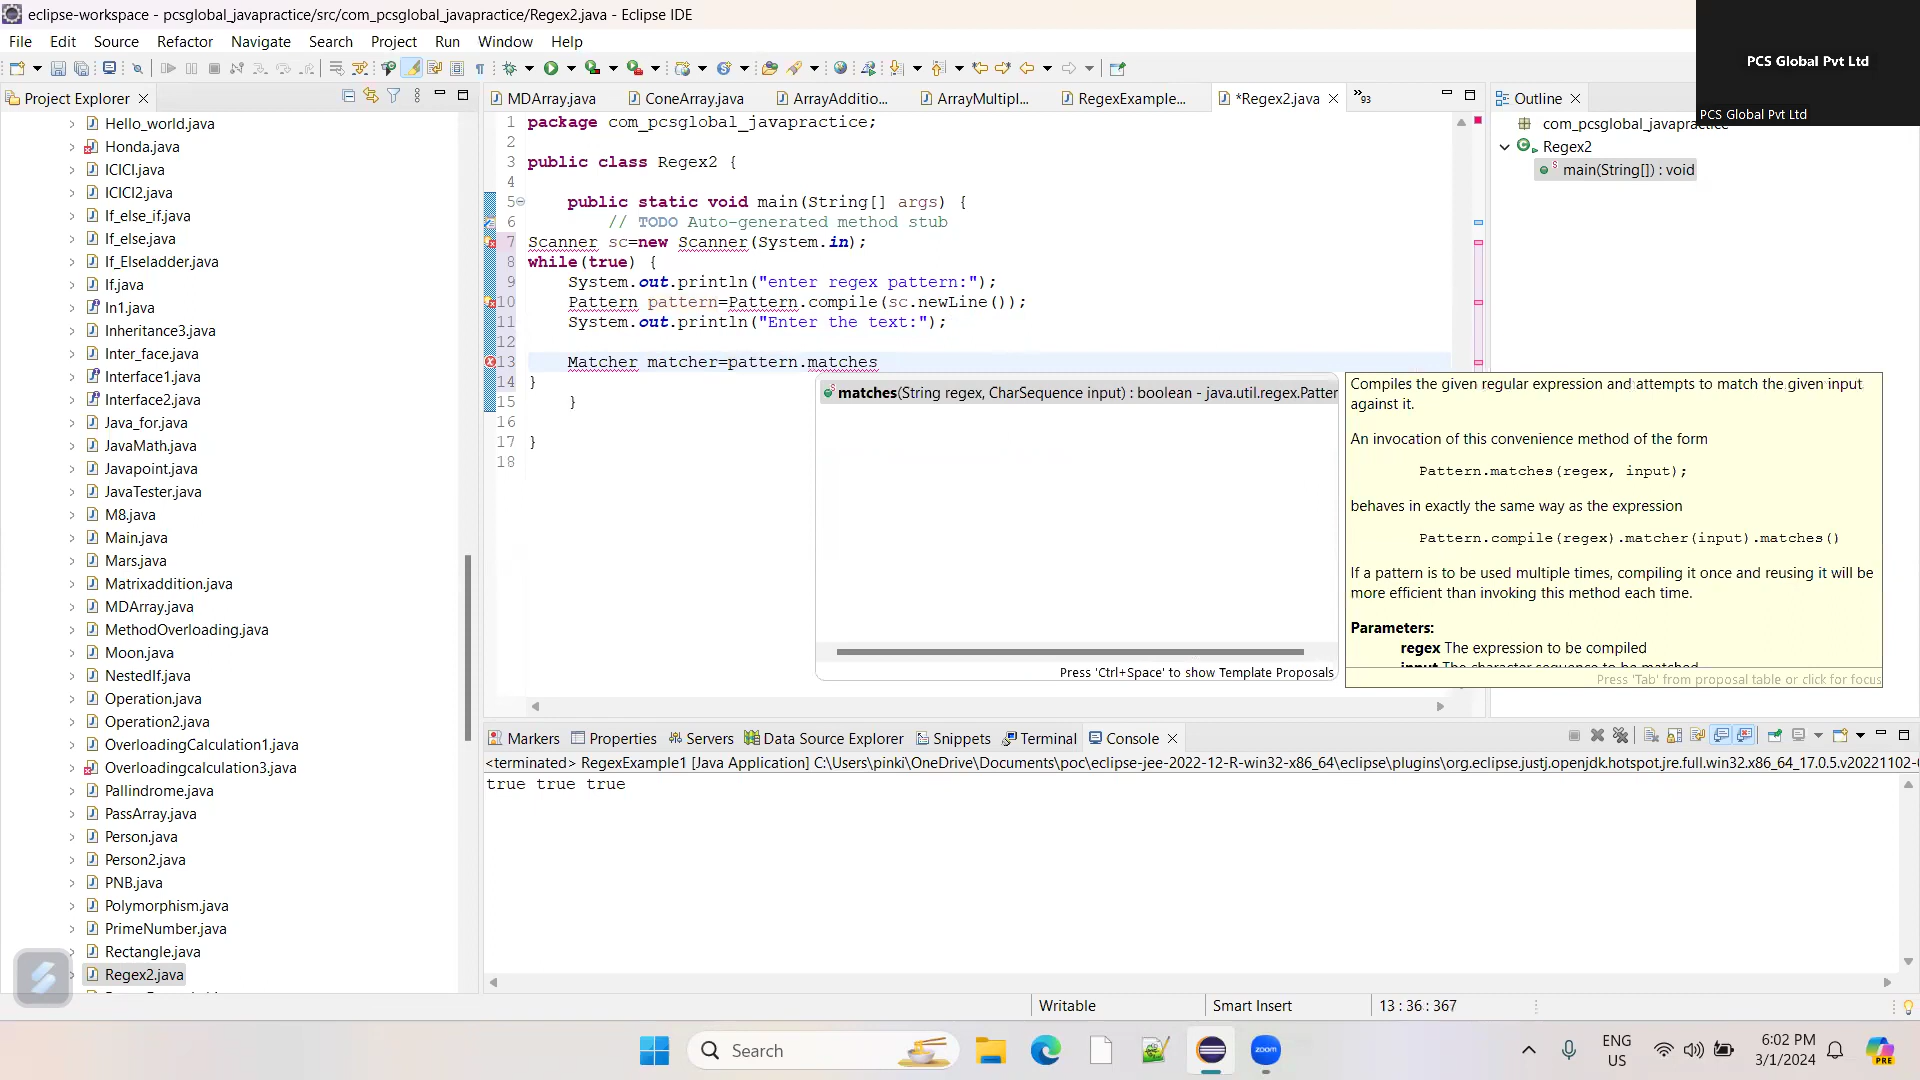 eclipse-workspace - pcsglobal_javapractice/src/com_pcsglobal_javapractice/Regex2.java - Eclipse IDE
File Edit Source Refactor Navigate Search Project Run Window Help
PCS Global Pvt Ltd
PCS Global Pvt Ltd
Project Explorer
Hello_world.java
Honda.java
ICICI.java
ICICI2.java
If_else_if.java
If_else.java
If_Elseladder.java
If.java
In1.java
Inheritance3.java
Inter_face.java
Interface1.java
Interface2.java
Java_for.java
JavaMath.java
Javapoint.java
JavaTester.java
M8.java
Main.java
Mars.java
Matrixaddition.java
MDArray.java
MethodOverloading.java
Moon.java
NestedIf.java
Operation.java
Operation2.java
OverloadingCalculation1.java
Overloadingcalculation3.java
Pallindrome.java
PassArray.java
Person.java
Person2.java
PNB.java
Polymorphism.java
PrimeNumber.java
Rectangle.java
Regex2.java
MDArray.java ConeArray.java ArrayAdditio... ArrayMultipl... RegexExample... *Regex2.java »93
1 package com_pcsglobal_javapractice;
2
3 public class Regex2 {
4
5 public static void main(String[] args) {
6 // TODO Auto-generated method stub
7 Scanner sc=new Scanner(System.in);
8 while(true) {
9 System.out.println("enter regex pattern:");
10 Pattern pattern=Pattern.compile(sc.newLine());
11 System.out.println("Enter the text:");
12
13 Matcher matcher=pattern.matches
14 }
15 }
16
17 }
18
matches(String regex, CharSequence input) : boolean - java.util.regex.Patter
Press 'Ctrl+Space' to show Template Proposals
Compiles the given regular expression and attempts to match the given input
against it.
An invocation of this convenience method of the form
Pattern.matches(regex, input);
behaves in exactly the same way as the expression
Pattern.compile(regex).matcher(input).matches()
If a pattern is to be used multiple times, compiling it once and reusing it will be
more efficient than invoking this method each time.
Parameters:
regex The expression to be compiled
input The character sequence to be matched
Press 'Tab' from proposal table or click for focus
Outline
com_pcsglobal_javapractice
Regex2
main(String[]) : void
Markers Properties Servers Data Source Explorer Snippets Terminal Console
<terminated> RegexExample1 [Java Application] C:\Users\pinki\OneDrive\Documents\poc\eclipse-jee-2022-12-R-win32-x86_64\eclipse\plugins\org.eclipse.justj.openjdk.hotspot.jre.full.win32.x86_64_17.0.5.v20221102-
true true true
Writable Smart Insert 13 : 36 : 367
Search
zoom
ENG
US
6:02 PM
3/1/2024
PRE